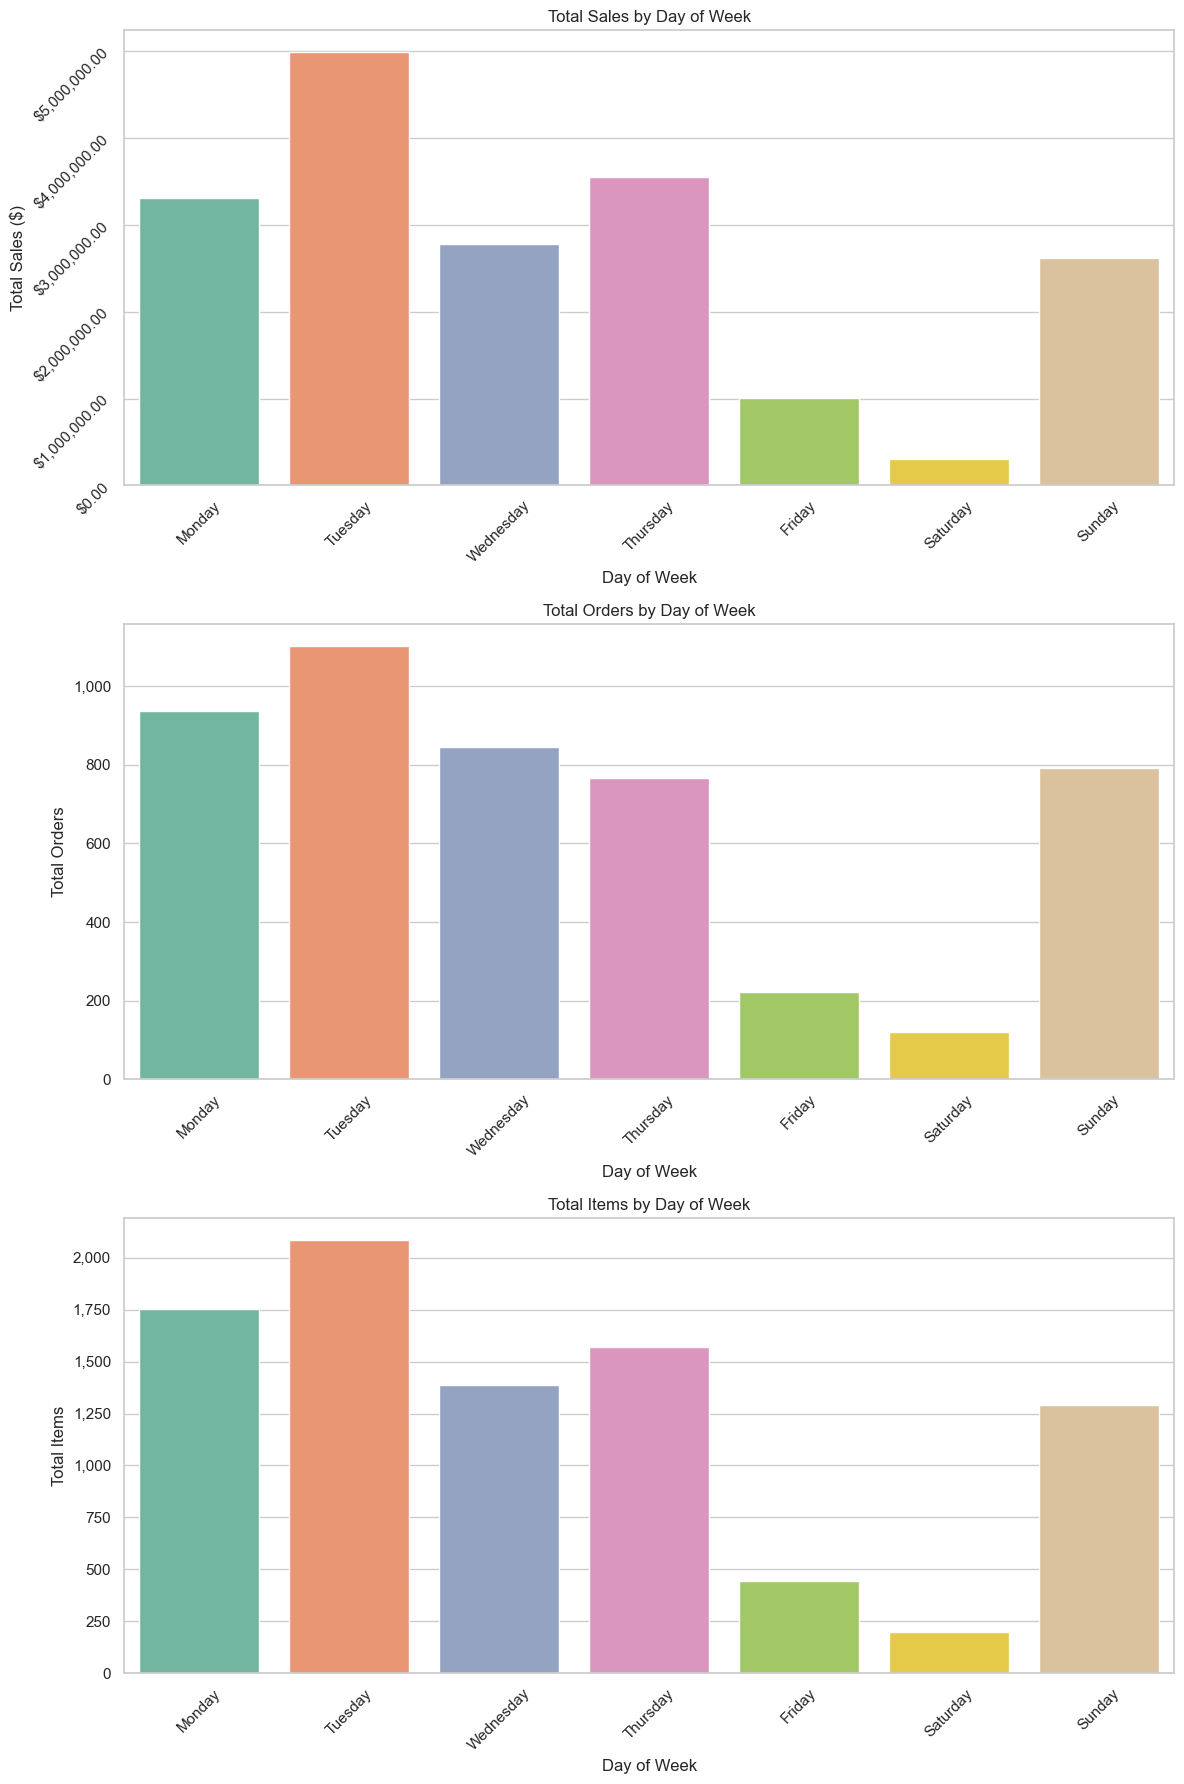 Total Sales by Day of Week
Total Sales ($)
$5,000,000.00
$4,000,000.00
$3,000,000.00
$2,000,000.00
$1,000,000.00
$0.00
Monday
Tuesday
Wednesday
Thursday
Friday
Saturday
Sunday
Day of Week
Total Orders by Day of Week
Total Orders
1,000
800
600
400
200
0
Monday
Tuesday
Wednesday
Thursday
Friday
Saturday
Sunday
Day of Week
Total Items by Day of Week
Total Items
2,000
1,750
1,500
1,250
1,000
750
500
250
0
Monday
Tuesday
Wednesday
Thursday
Friday
Saturday
Sunday
Day of Week